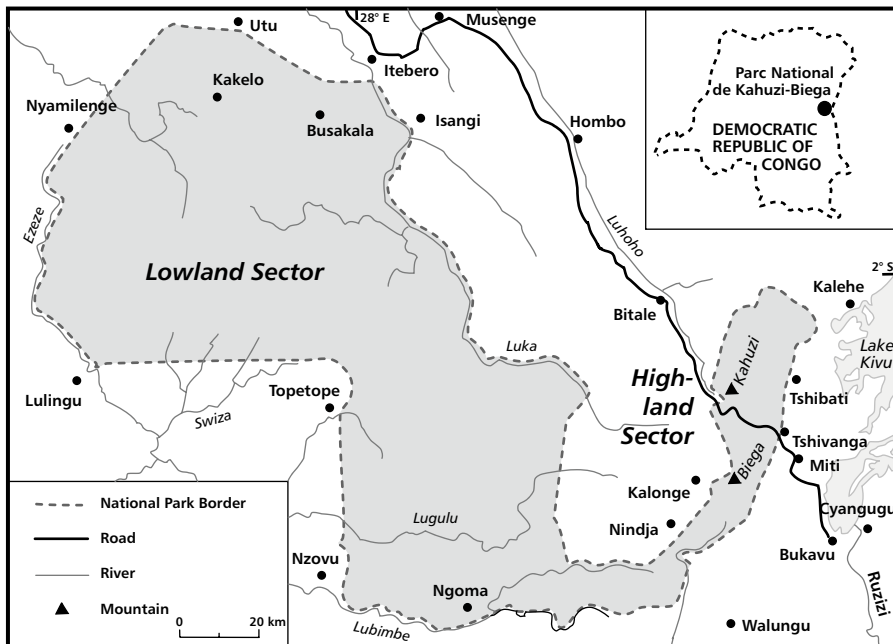 28° E
Musenge
Utu
Itebero
Kakelo
Nyamilenge
Busakala
Isangi
Hombo
Parc National
de Kahuzi-Biega
DEMOCRATIC
REPUBLIC OF
CONGO
Ezeze
Luhoho
Lowland Sector
2° S
Kalehe
Bitale
Lake
Kivu
Luka
Kahuzi
High-
land
Sector
Lulingu
Topetope
Swiza
Tshibati
Tshivanga
Miti
Biega
Kalonge
Nindja
Cyangugu
Bukavu
Ruzizi
National Park Border
Road
River
Mountain
0 20 km
Lugulu
Nzovu
Ngoma
Lubimbe
Walungu